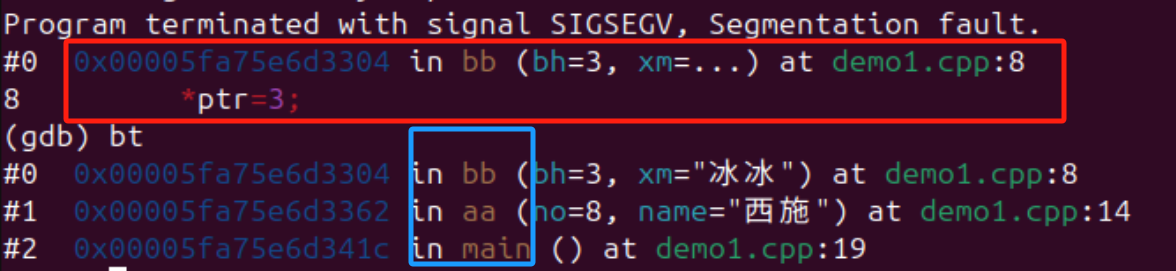 Program terminated with signal SIGSEGV, Segmentation fault.
#0  0x00005fa75e6d3304 in bb (bh=3, xm=...) at demo1.cpp:8
8         *ptr=3;
(gdb) bt
#0  0x00005fa75e6d3304 in bb (bh=3, xm="冰冰") at demo1.cpp:8
#1  0x00005fa75e6d3362 in aa (no=8, name="西施") at demo1.cpp:14
#2  0x00005fa75e6d341c in main () at demo1.cpp:19